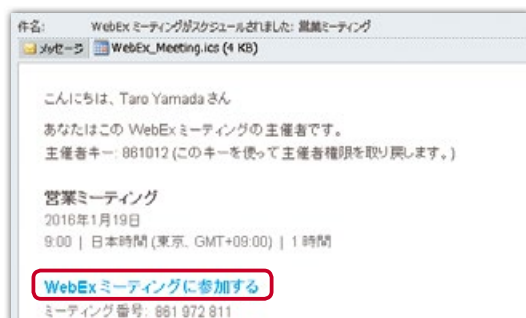 件名: WebEx ミーティングがスケジュールされました: 営業ミーティング
メッセージ WebEx_Meeting.ics (4 KB)
こんにちは、Taro Yamada さん
あなたはこの WebEx ミーティングの主催者です。
主催者キー: 861012 (このキーを使って主催者権限を取り戻します。)
営業ミーティング
2016年1月19日
9:00 | 日本時間 (東京、GMT+09:00) | 1 時間
WebEx ミーティングに参加する
ミーティング番号: 861 972 811